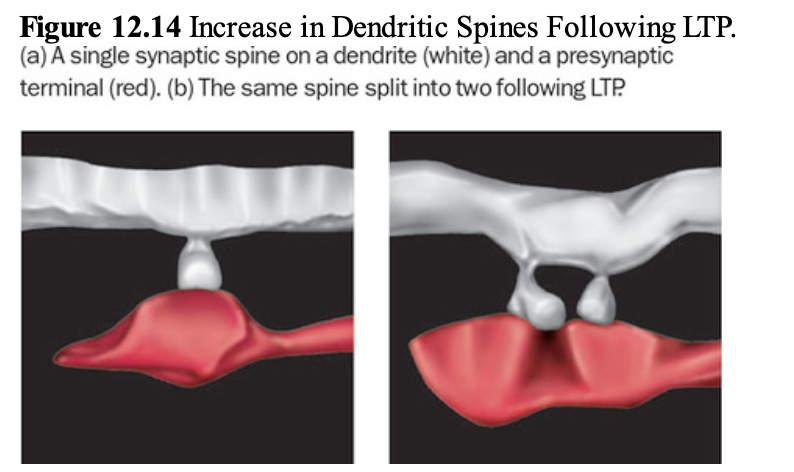 Figure 12.14 Increase in Dendritic Spines Following LTP.
(a) A single synaptic spine on a dendrite (white) and a presynaptic
terminal (red). (b) The same spine split into two following LTP.